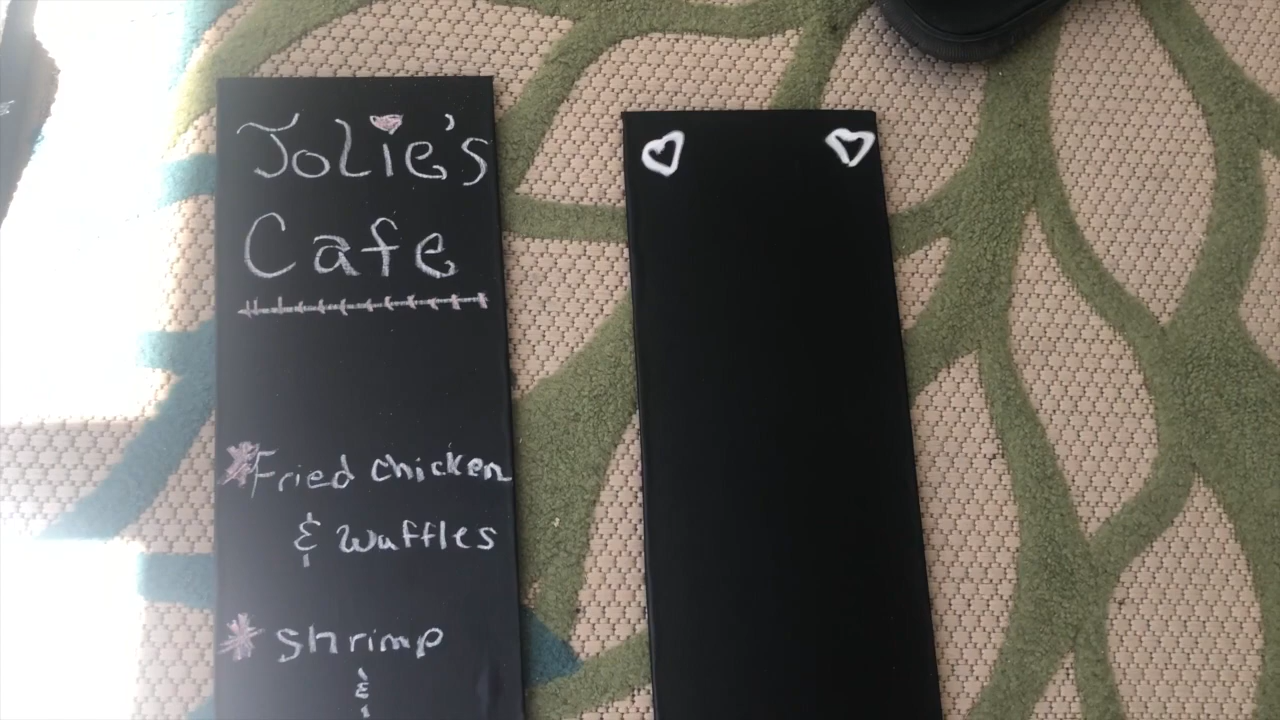 Jolie's
Cafe
* Fried chicken
& Waffles
* Shrimp
&